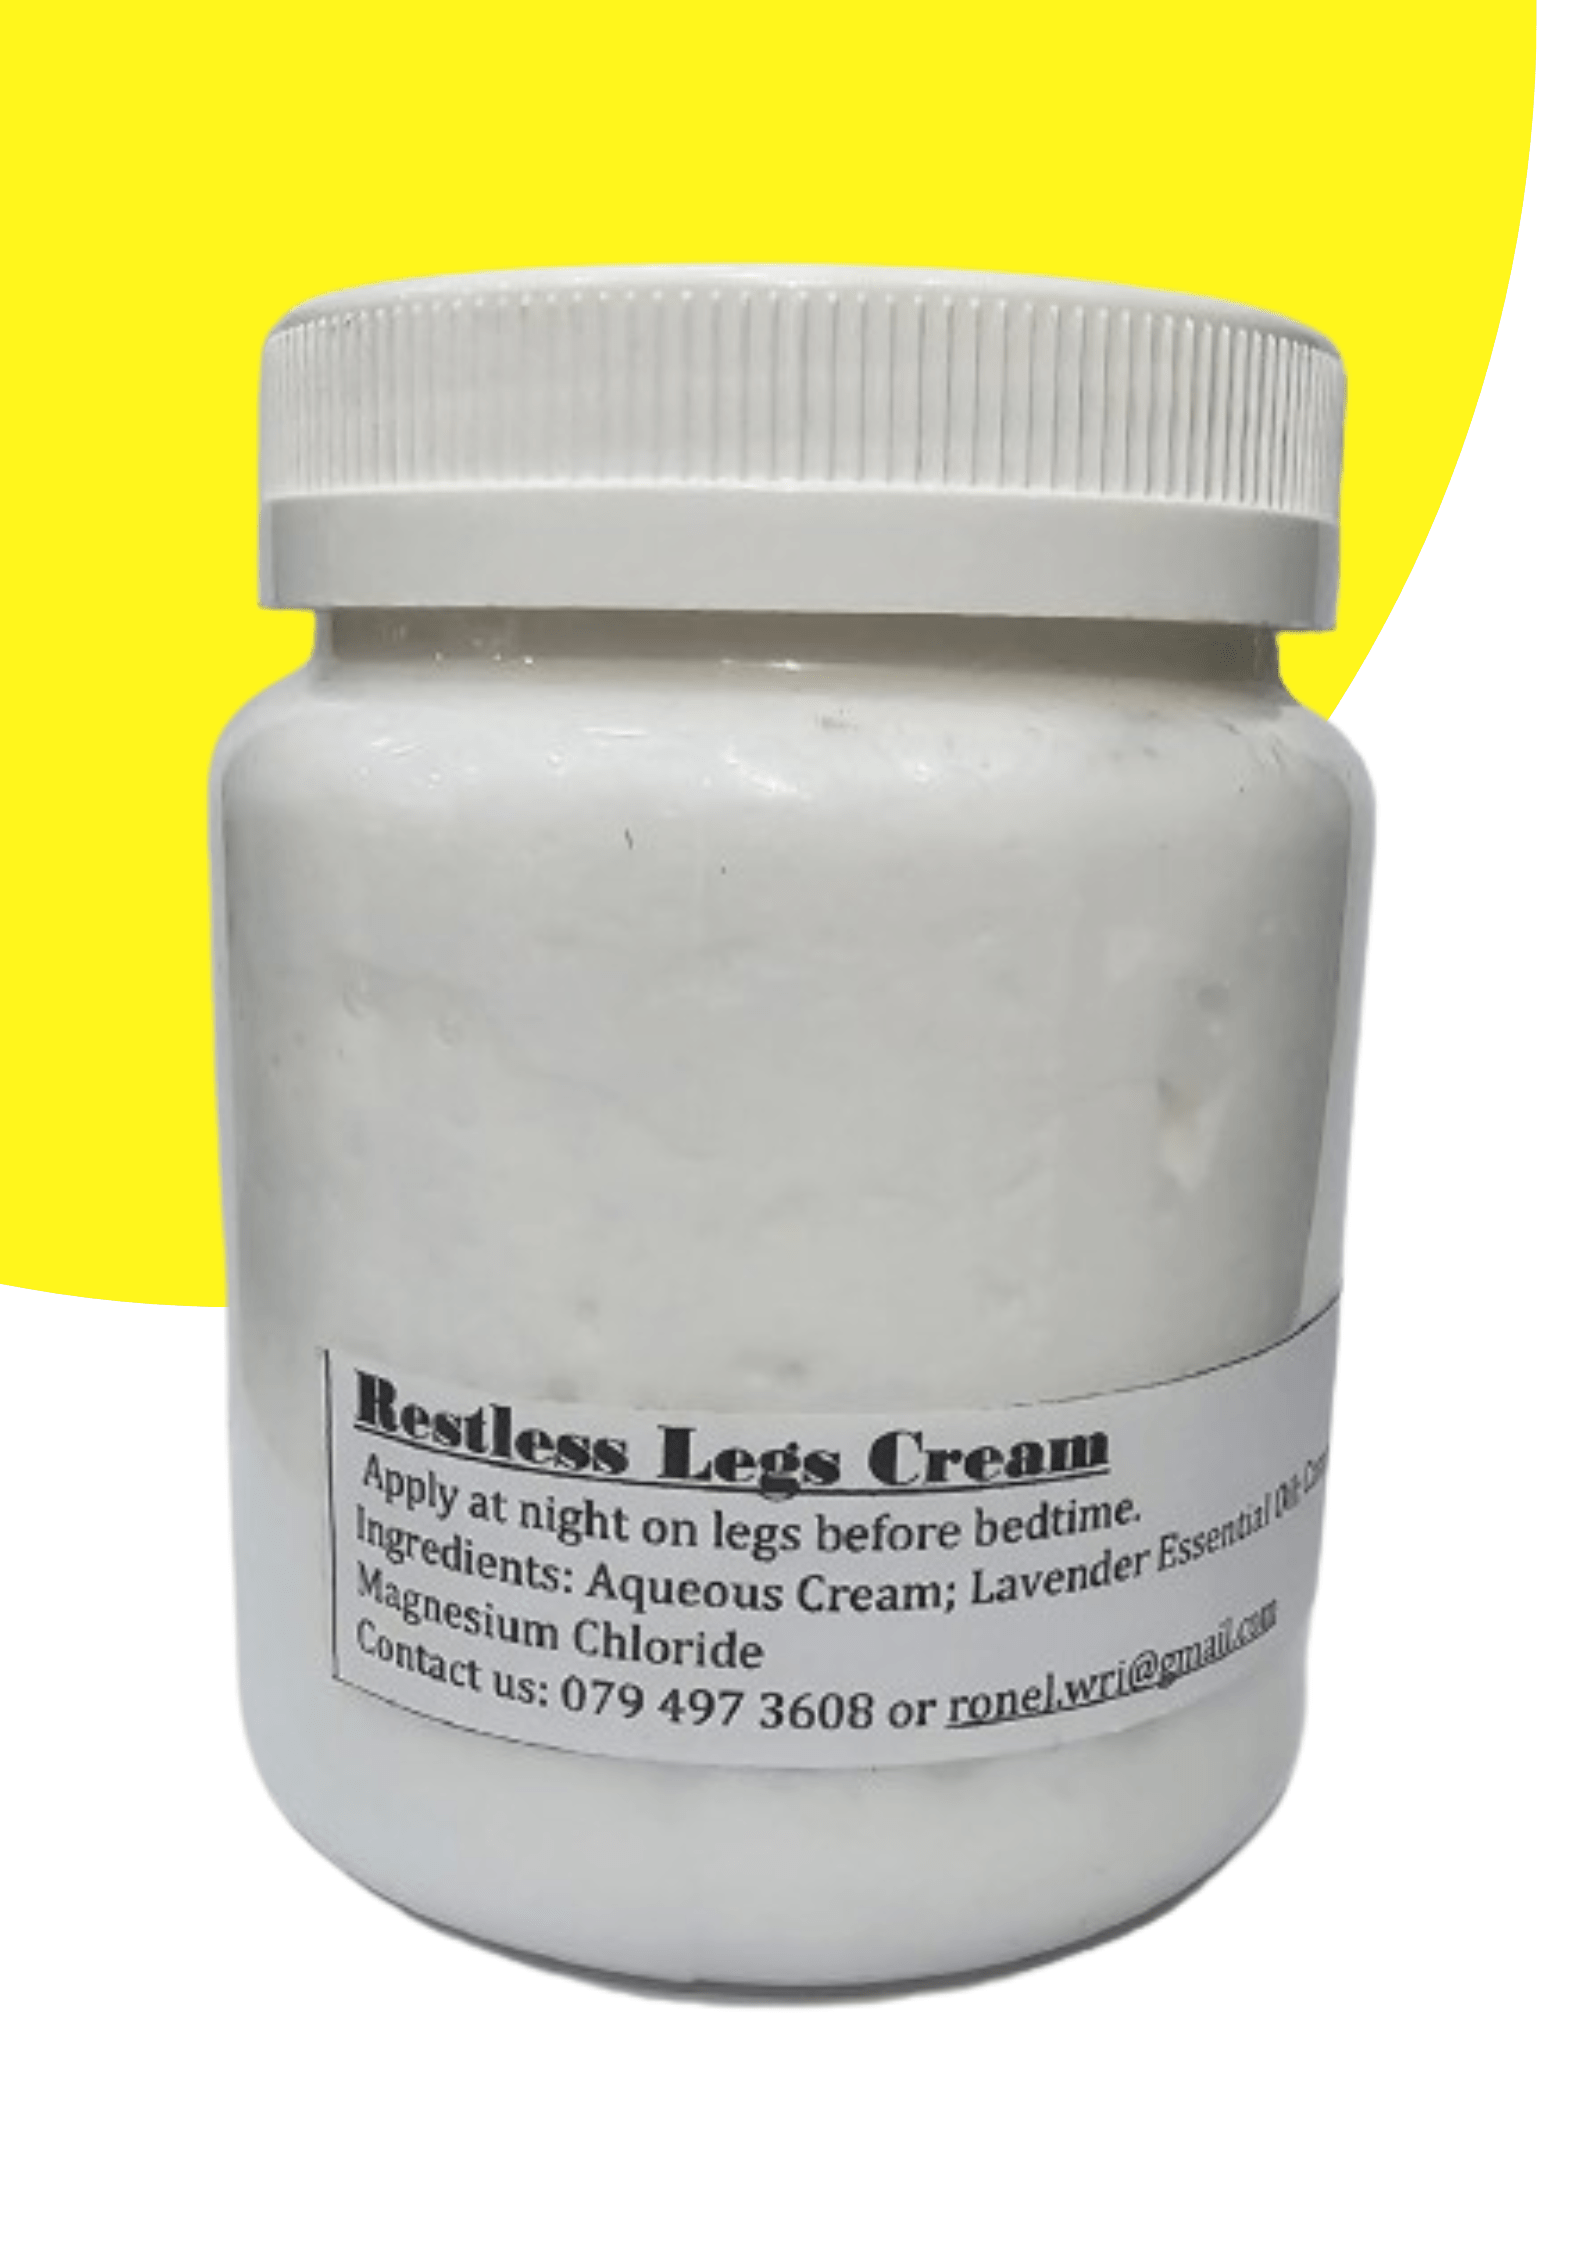 Restless Legs Cream
Apply at night on legs before bedtime.
Ingredients: Aqueous Cream; Lavender Essential Oil;
Magnesium Chloride
Contact us: 079 497 3608 or ronel.wri@gmail.com